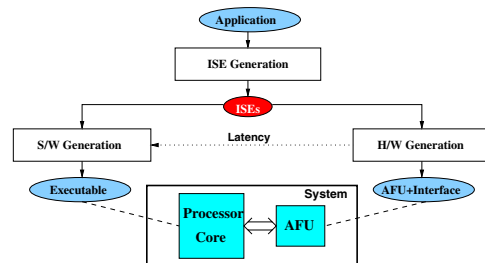 Application
ISE Generation
ISEs
S/W Generation
Latency
H/W Generation
Executable
System
AFU+Interface
Processor
Core
AFU